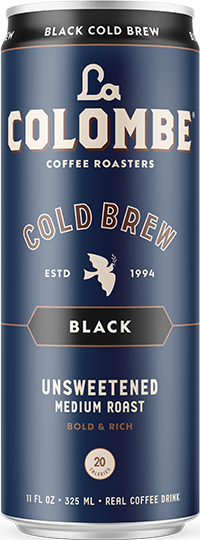 BLACK COLD BREW
La
COLOMBE®
COFFEE ROASTERS
COLD BREW
ESTD 1994
BLACK
UNSWEETENED
MEDIUM ROAST
BOLD & RICH
20
CALORIES
11 FL OZ • 325 ML • REAL COFFEE DRINK